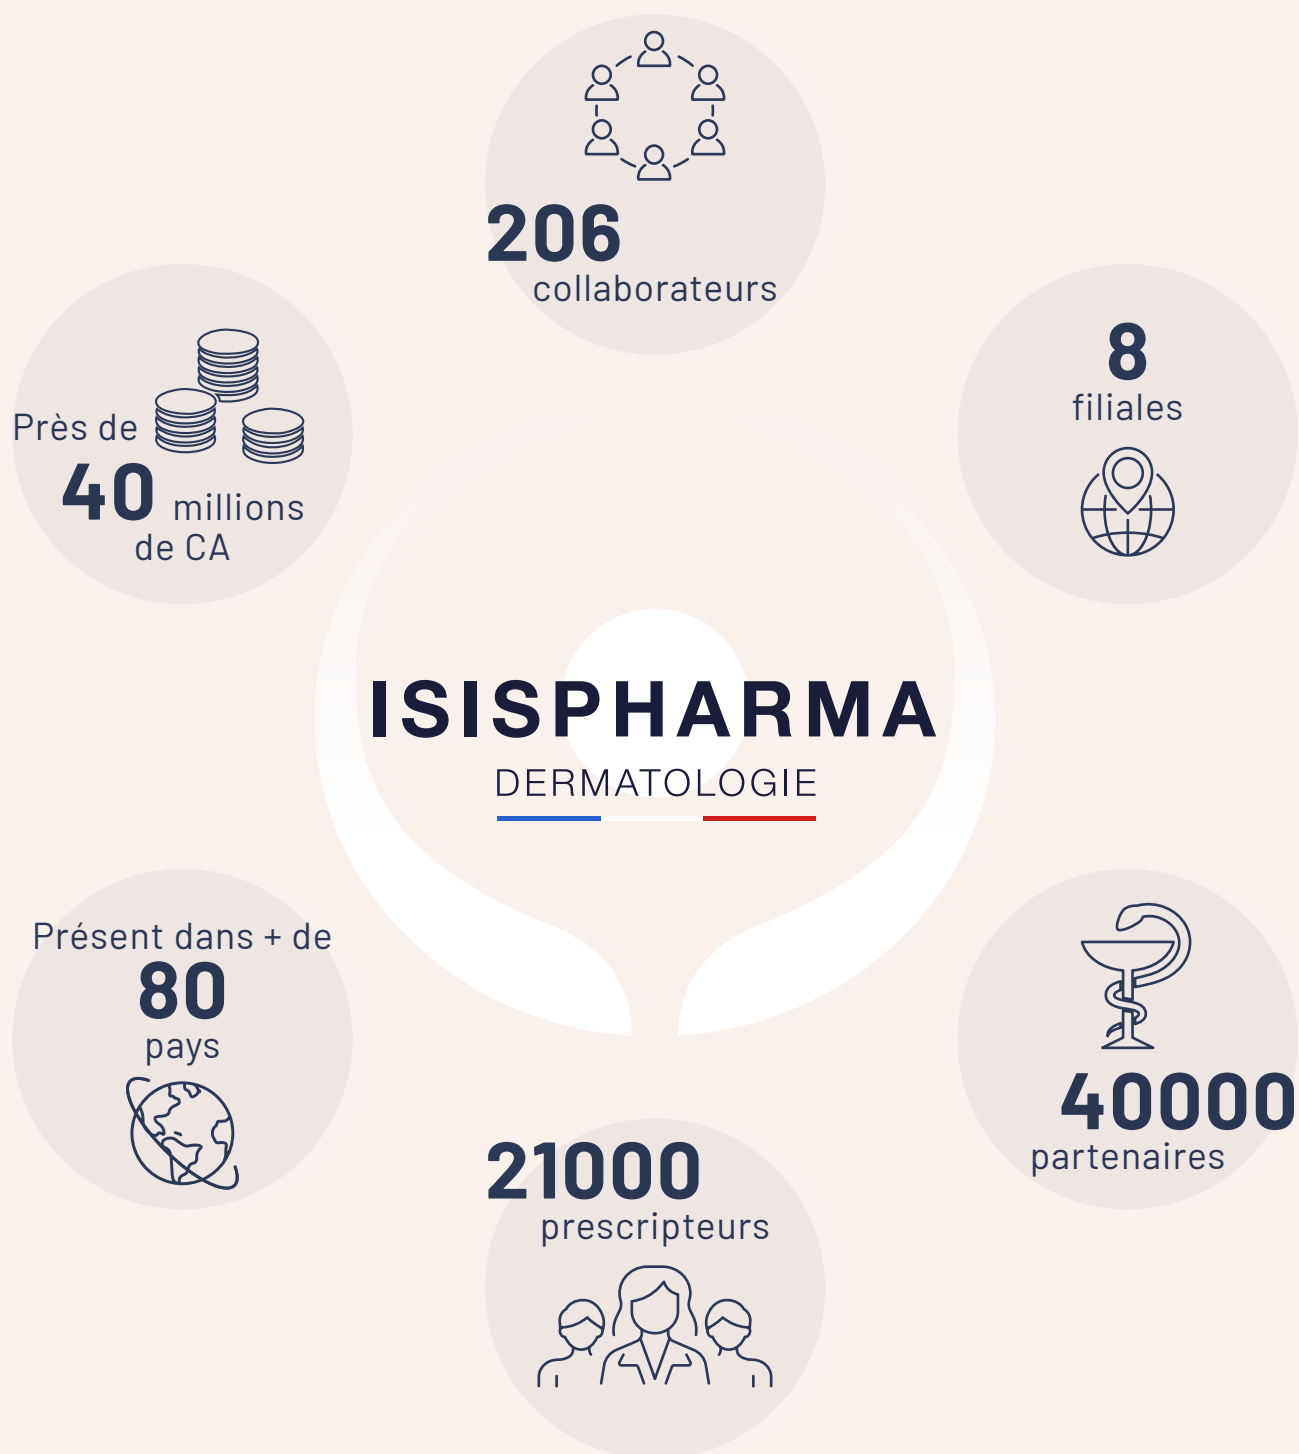 206
collaborateurs
Près de
40 millions
de CA
8
filiales
ISISPHARMA
DERMATOLOGIE
Présent dans + de
80
pays
40000
partenaires
21000
prescripteurs